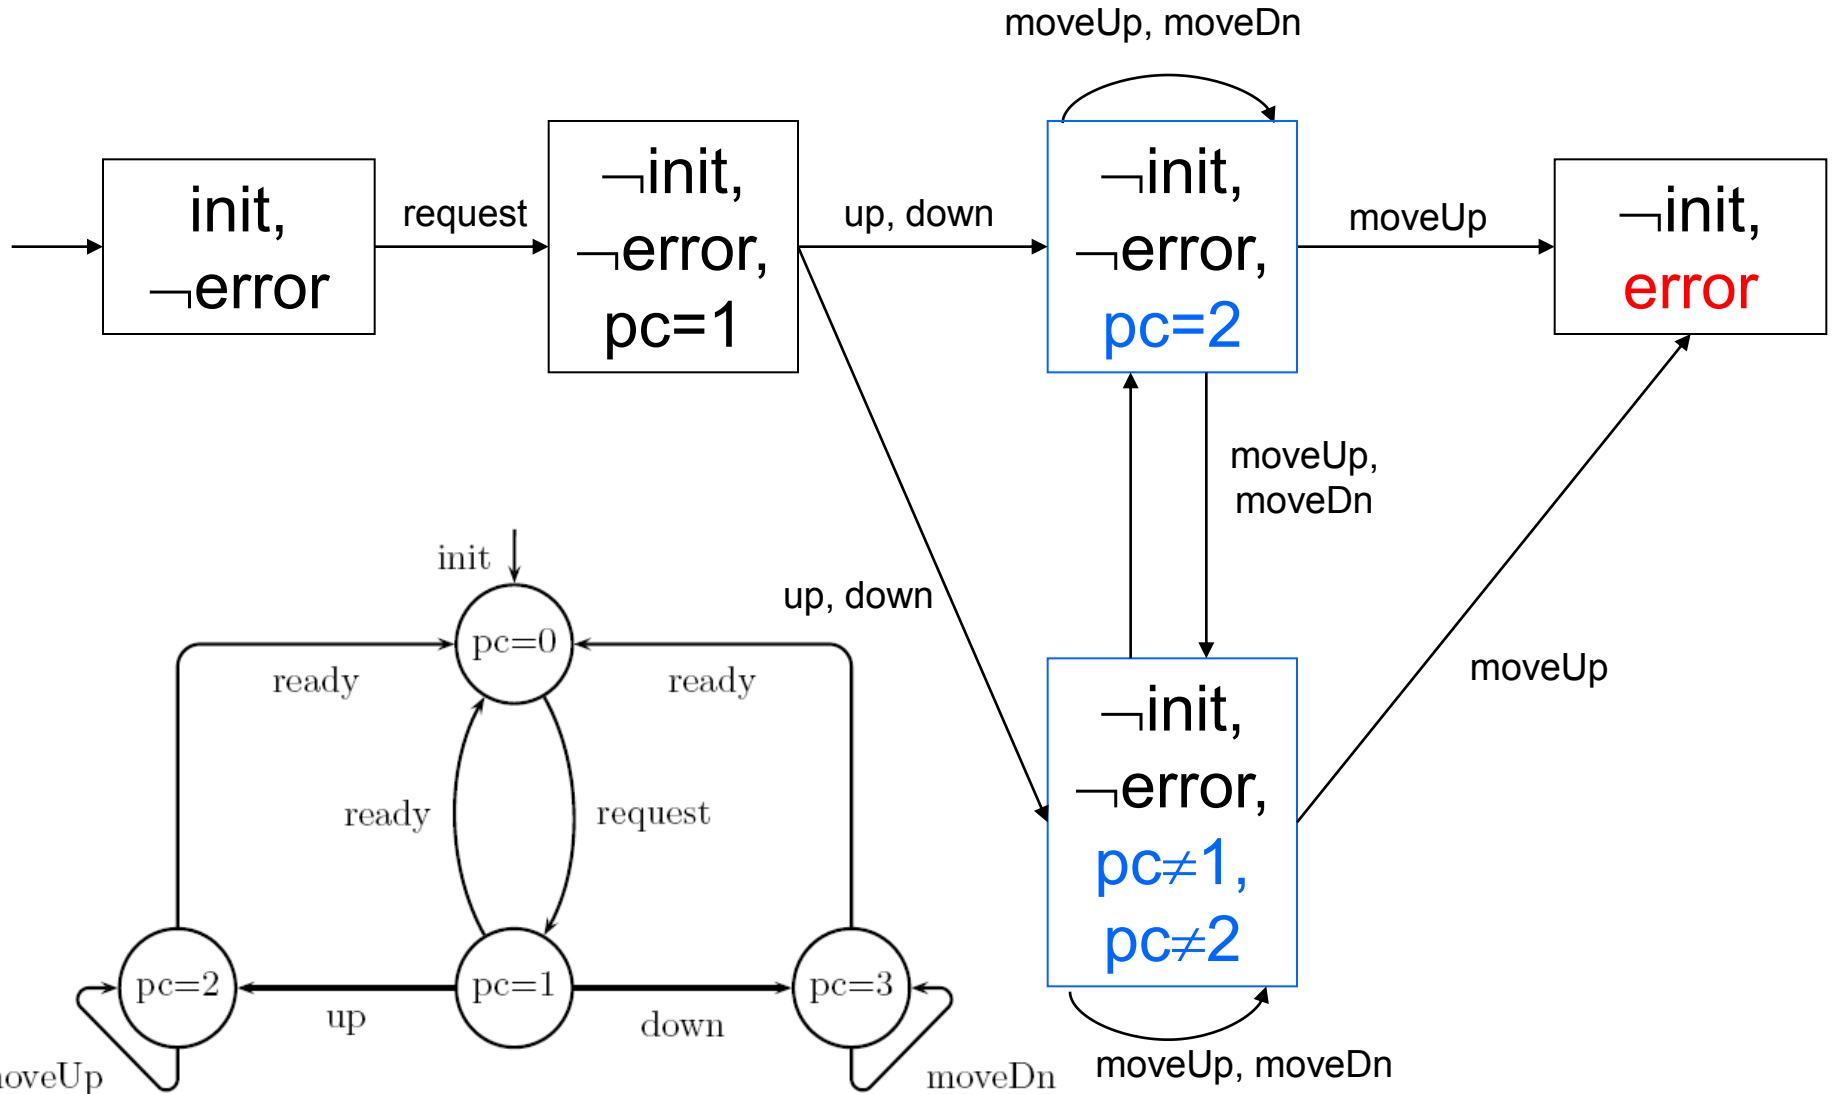 moveUp, moveDn
init,
¬error
request
¬init,
¬error,
pc=1
up, down
¬init,
¬error,
pc=2
moveUp
¬init,
error
moveUp,
moveDn
up, down
moveUp
¬init,
¬error,
pc≠1,
pc≠2
moveUp, moveDn
init
pc=0
ready
ready
ready
request
pc=2
pc=1
pc=3
up
down
oveUp
moveDn